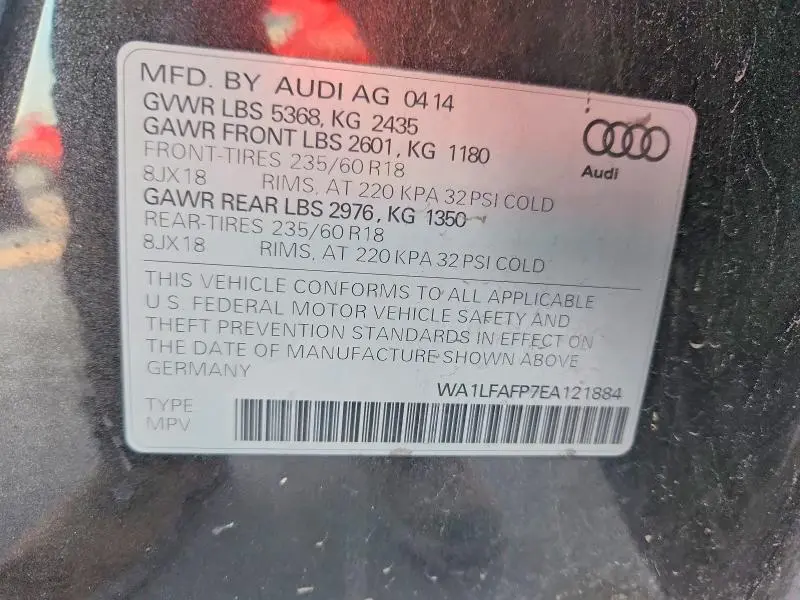 MFD. BY AUDI AG 0414
GVWR LBS 5368, KG 2435
GAWR FRONT LBS 2601, KG 1180
FRONT-TIRES 235/60 R18
8JX18 RIMS, AT 220 KPA 32 PSI COLD
GAWR REAR LBS 2976, KG 1350
REAR-TIRES 235/60 R18
8JX18 RIMS, AT 220 KPA 32 PSI COLD
Audi
THIS VEHICLE CONFORMS TO ALL APPLICABLE
U.S. FEDERAL MOTOR VEHICLE SAFETY AND
THEFT PREVENTION STANDARDS IN EFFECT ON
THE DATE OF MANUFACTURE SHOWN ABOVE
GERMANY
WA1LFAFP7EA121884
TYPE
MPV